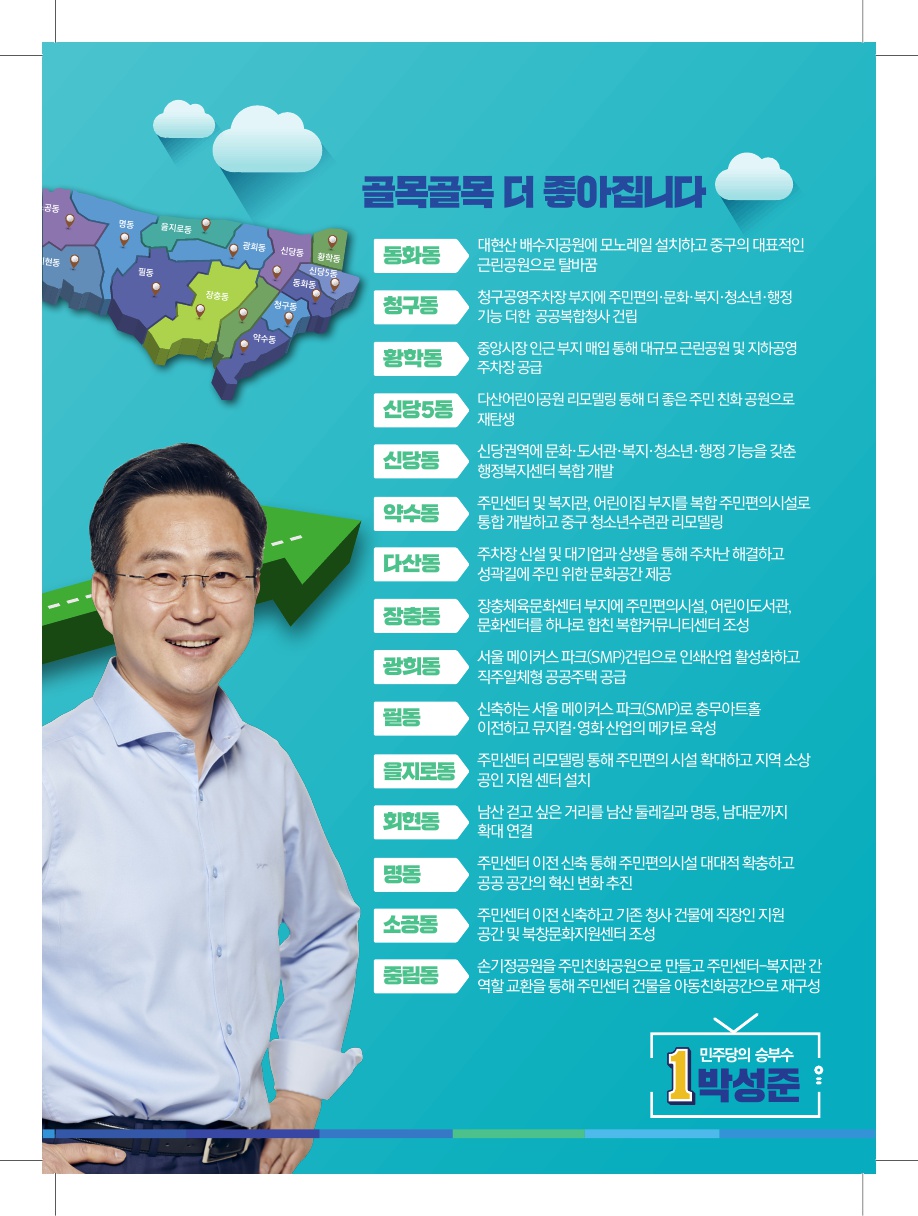 골목골목 더 좋아집니다
공동
명동
을지로동
광희동
신당동
황학동
현동
필동
장충동
신당5동
동화동
청구동
약수동
동화동
대현산 배수지공원에 모노레일 설치하고 중구의 대표적인
근린공원으로 탈바꿈
청구동
청구공영주차장 부지에 주민편의·문화·복지·청소년·행정
기능 더한 공공복합청사 건립
황학동
중앙시장 인근 부지 매입 통해 대규모 근린공원 및 지하공영
주차장 공급
신당5동
다산어린이공원 리모델링 통해 더 좋은 주민 친화 공원으로
재탄생
신당동
신당권역에 문화·도서관·복지·청소년·행정 기능을 갖춘
행정복지센터 복합 개발
약수동
주민센터 및 복지관, 어린이집 부지를 복합 주민편의시설로
통합 개발하고 중구 청소년수련관 리모델링
다산동
주차장 신설 및 대기업과 상생을 통해 주차난 해결하고
성곽길에 주민 위한 문화공간 제공
장충동
장충체육문화센터 부지에 주민편의시설, 어린이도서관,
문화센터를 하나로 합친 복합커뮤니티센터 조성
광희동
서울 메이커스 파크(SMP)건립으로 인쇄산업 활성화하고
직주일체형 공공주택 공급
필동
신축하는 서울 메이커스 파크(SMP)로 충무아트홀
이전하고 뮤지컬·영화 산업의 메카로 육성
을지로동
주민센터 리모델링 통해 주민편의 시설 확대하고 지역 소상
공인 지원 센터 설치
회현동
남산 걷고 싶은 거리를 남산 둘레길과 명동, 남대문까지
확대 연결
명동
주민센터 이전 신축 통해 주민편의시설 대대적 확충하고
공공 공간의 혁신 변화 추진
소공동
주민센터 이전 신축하고 기존 청사 건물에 직장인 지원
공간 및 북창문화지원센터 조성
중림동
손기정공원을 주민친화공원으로 만들고 주민센터-복지관 간
역할 교환을 통해 주민센터 건물을 아동친화공간으로 재구성
민주당의 승부수
1 박성준